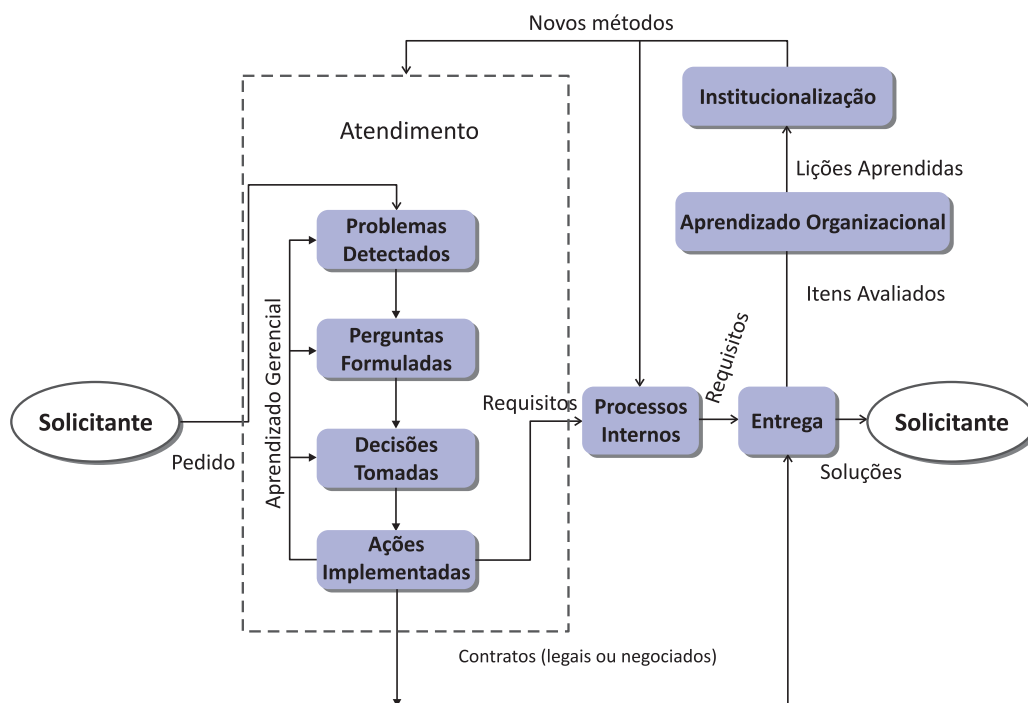 Novos métodos
Institucionalização
Atendimento
Lições Aprendidas
Problemas
Detectados
Aprendizado Organizacional
Itens Avaliados
Aprendizado Gerencial
Perguntas
Formuladas
Requisitos
Solicitante
Pedido
Requisitos
Processos
Internos
Entrega
Solicitante
Soluções
Decisões
Tomadas
Ações
Implementadas
Contratos (legais ou negociados)